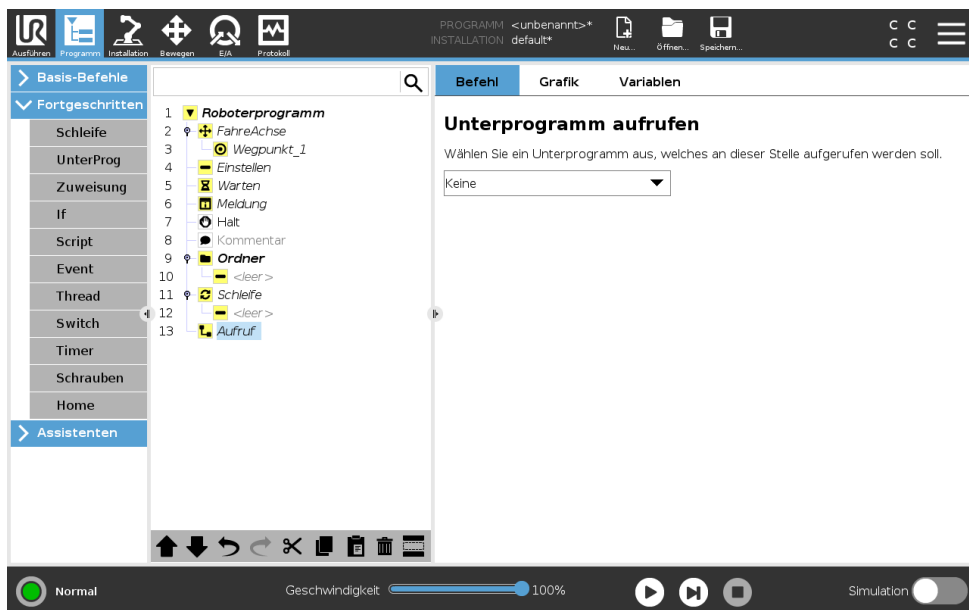 Ausführen Programm Installation Bewegen E/A Protokoll
PROGRAMM <unbenannt>*
INSTALLATION default*
Neu... Öffnen... Speichern...
C C
C C
Basis-Befehle
Fortgeschritten
Schleife
UnterProg
Zuweisung
If
Script
Event
Thread
Switch
Timer
Schrauben
Home
Assistenten
1 Roboterprogramm
2 FahreAchse
3 Wegpunkt_1
4 Einstellen
5 Warten
6 Meldung
7 Halt
8 Kommentar
9 Ordner
10 <leer>
11 Schleife
12 <leer>
13 Aufruf
Befehl Grafik Variablen
Unterprogramm aufrufen
Wählen Sie ein Unterprogramm aus, welches an dieser Stelle aufgerufen werden soll.
Keine
Normal
Geschwindigkeit 100%
Simulation